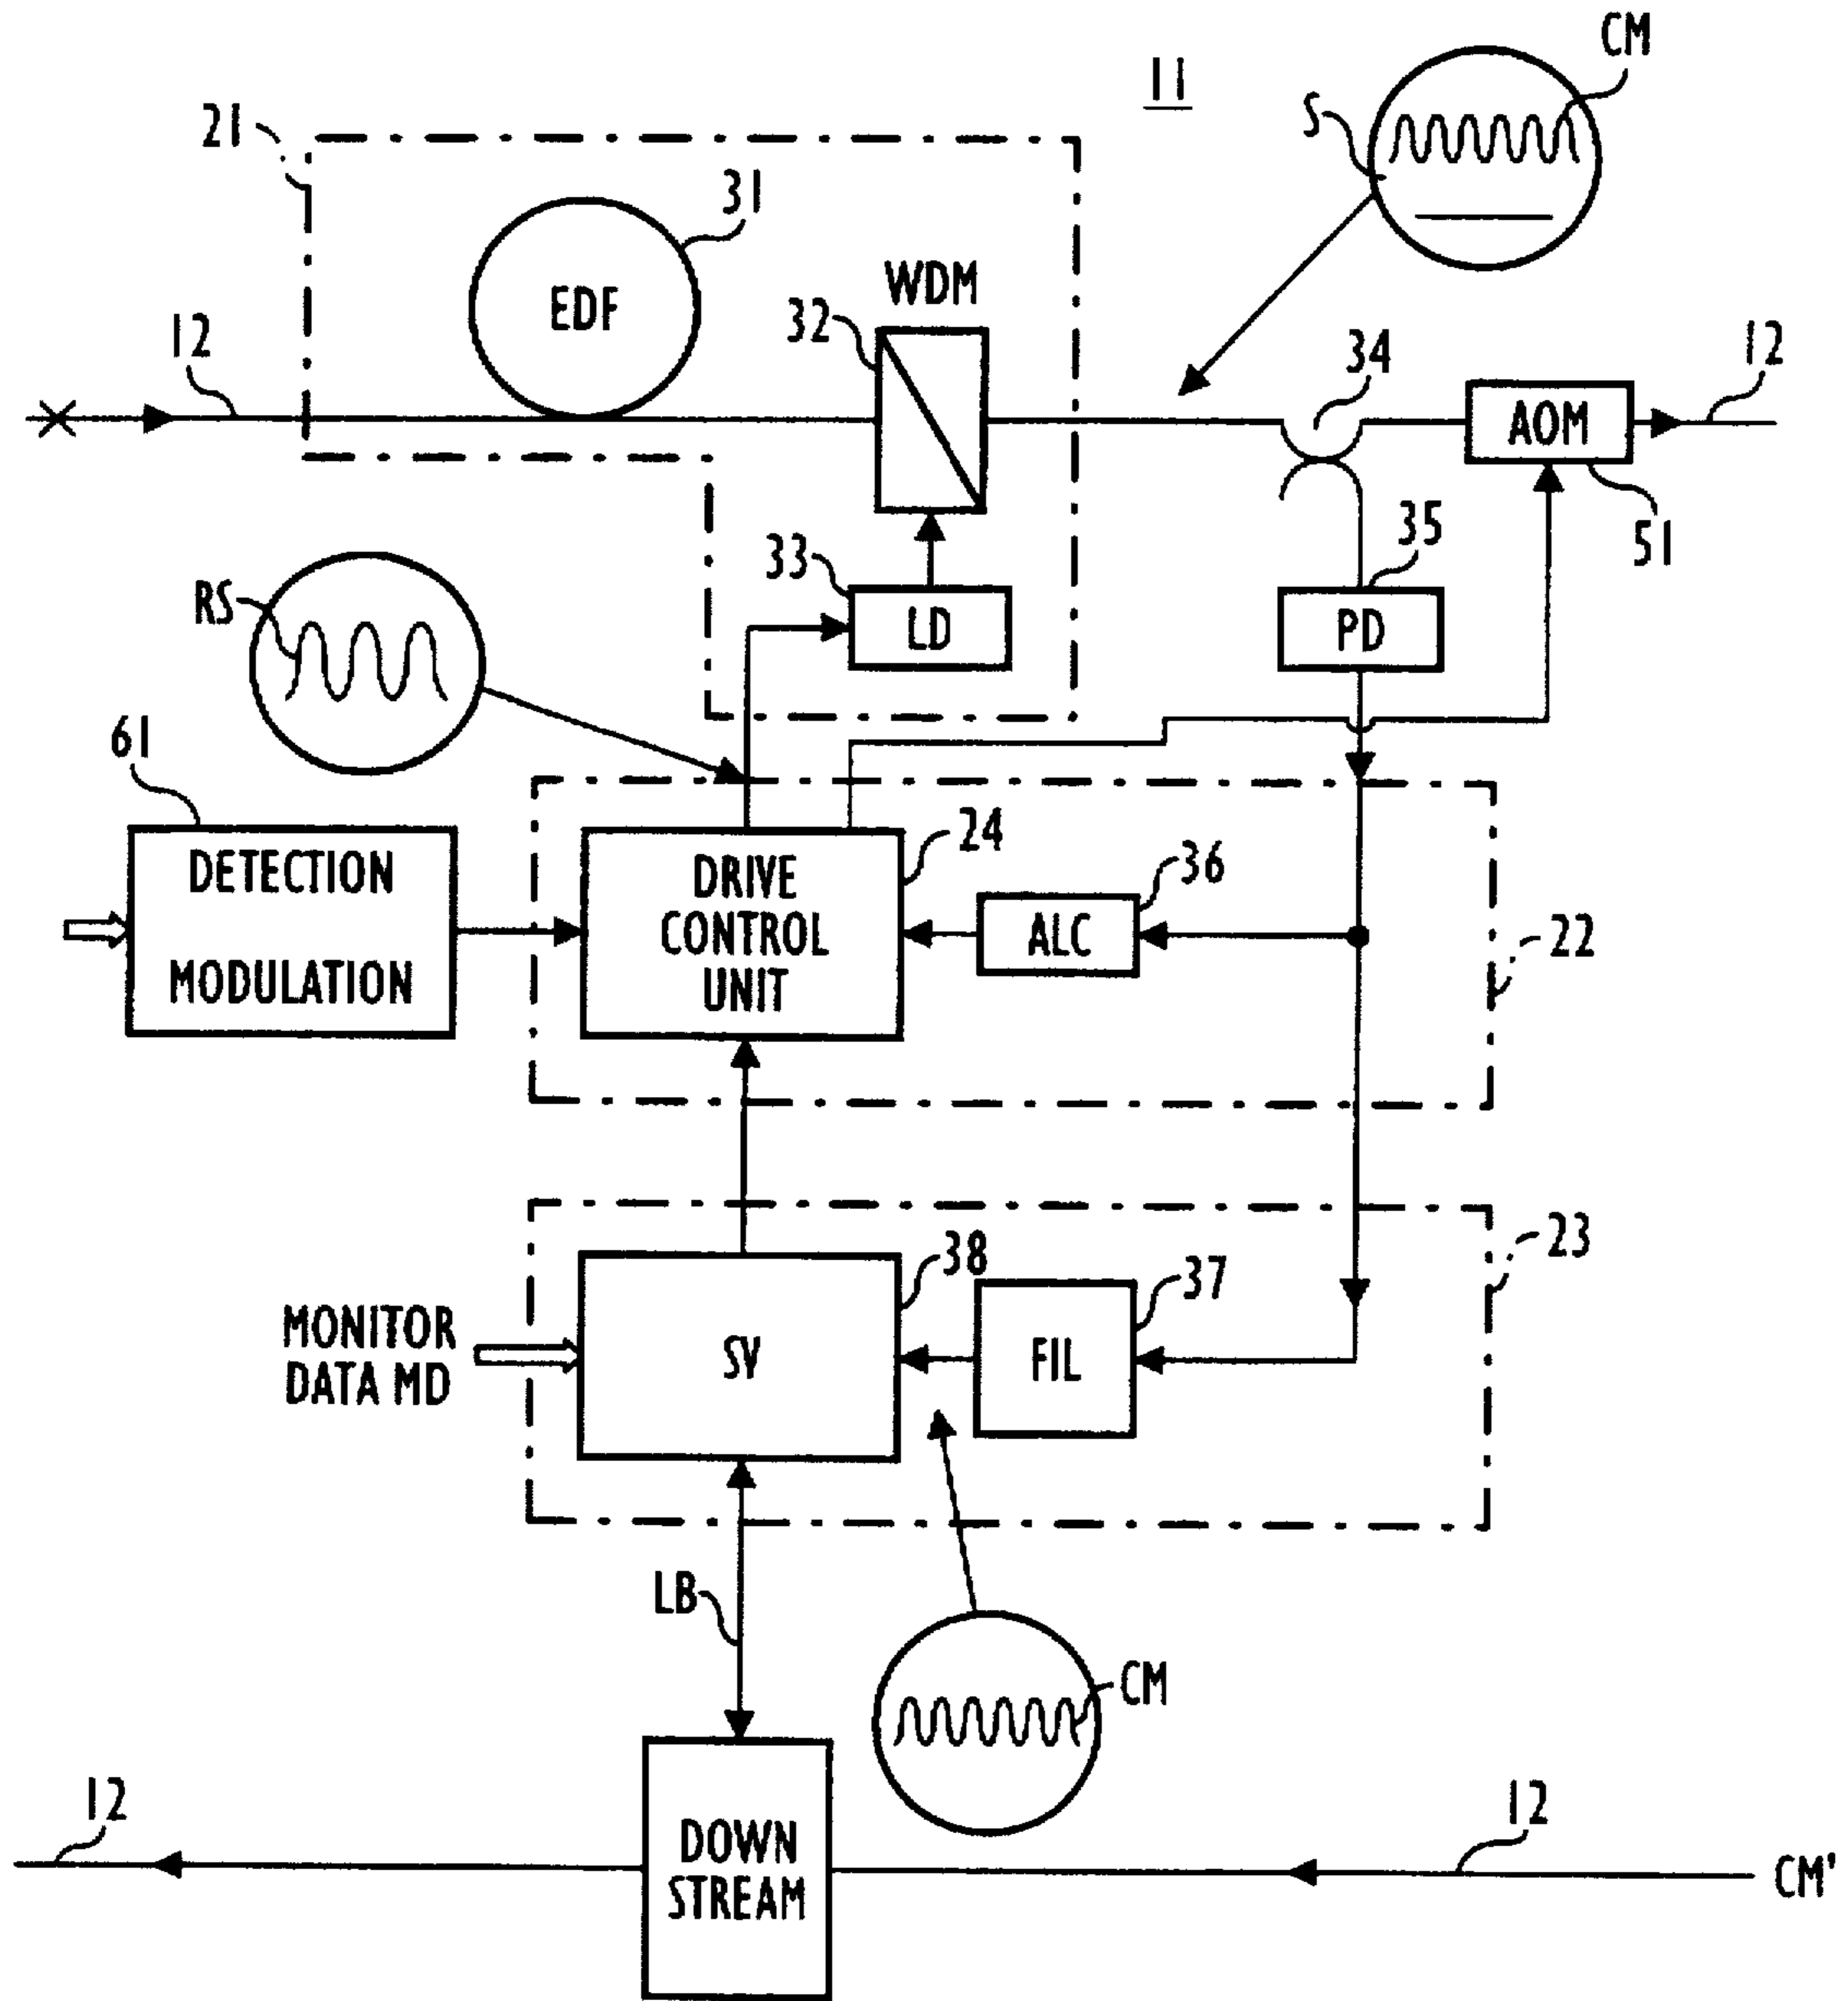 11
CM
S
21
31
EDF
WDM
32
12
34
12
AOM
51
33
LD
35
PD
RS
61
DETECTION
MODULATION
DRIVE
CONTROL
UNIT
24
36
ALC
22
23
38
37
MONITOR
DATA MD
SV
FIL
LB
CM
12
DOWN
STREAM
12
CM'